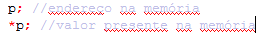 p; //endereço na memória
*p; //valor presente na memória